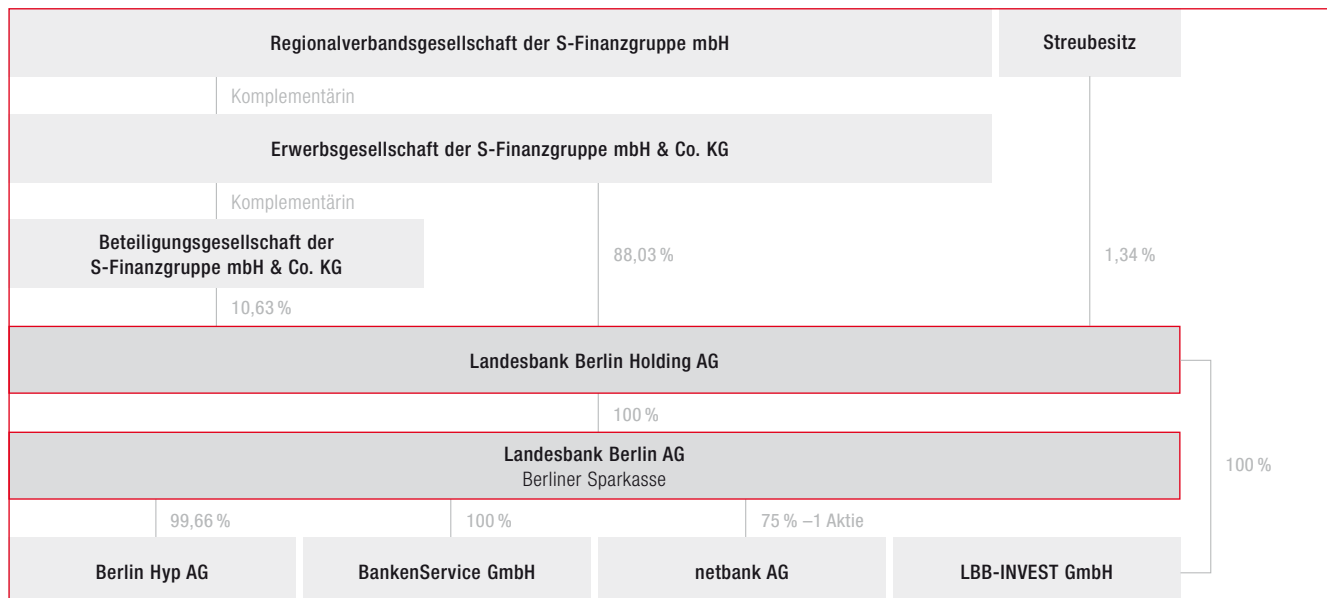 Regionalverbandsgesellschaft der S-Finanzgruppe mbH
Streubesitz
Komplementärin
Erwerbsgesellschaft der S-Finanzgruppe mbH & Co. KG
Komplementärin
Beteiligungsgesellschaft der
S-Finanzgruppe mbH & Co. KG
88,03 %
1,34 %
10,63 %
Landesbank Berlin Holding AG
100 %
Landesbank Berlin AG
Berliner Sparkasse
100 %
99,66 %
100 %
75 % –1 Aktie
Berlin Hyp AG
BankenService GmbH
netbank AG
LBB-INVEST GmbH